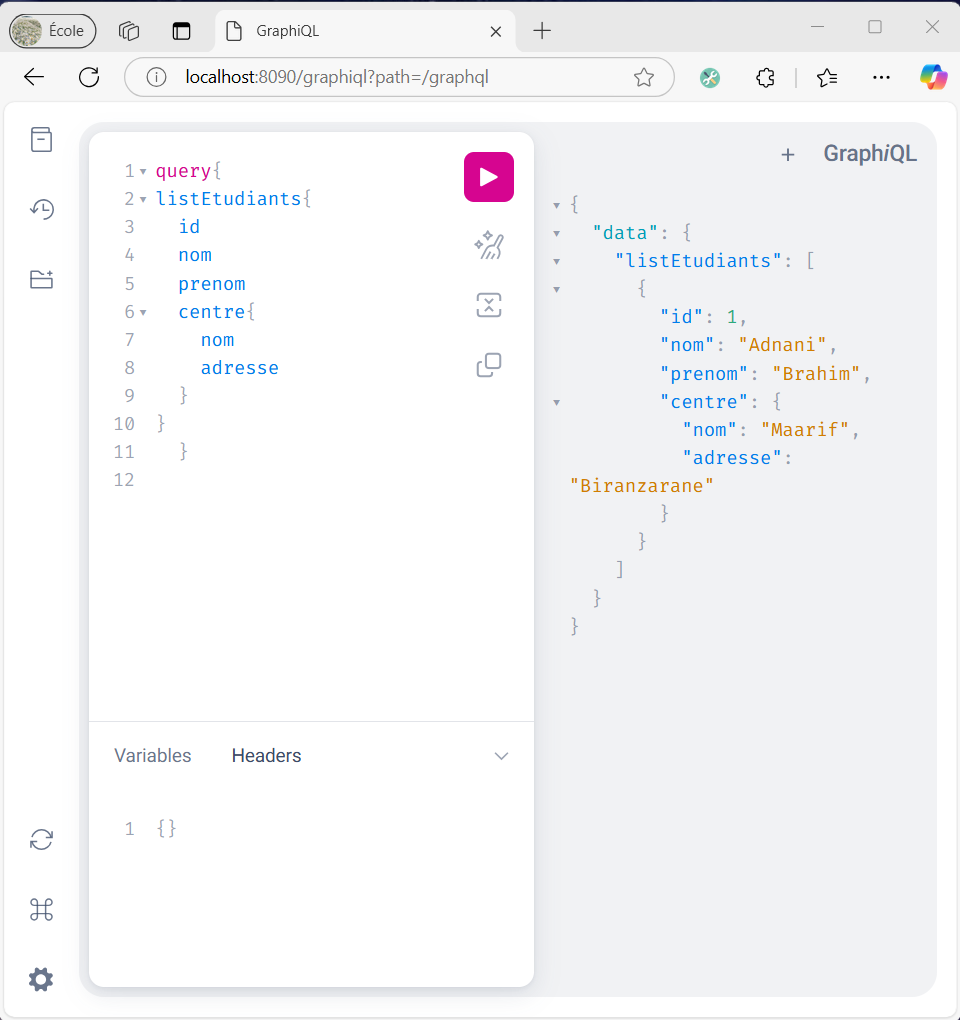 École
GraphiQL
localhost:8090/graphiql?path=/graphql
1 query{
2 listEtudiants{
3 id
4 nom
5 prenom
6 centre{
7 nom
8 adresse
9 }
10 }
11 }
12
Variables Headers
1 {}
+ GraphiQL
{
"data": {
"listEtudiants": [
{
"id": 1,
"nom": "Adnani",
"prenom": "Brahim",
"centre": {
"nom": "Maarif",
"adresse":
"Biranzarane"
}
}
]
}
}